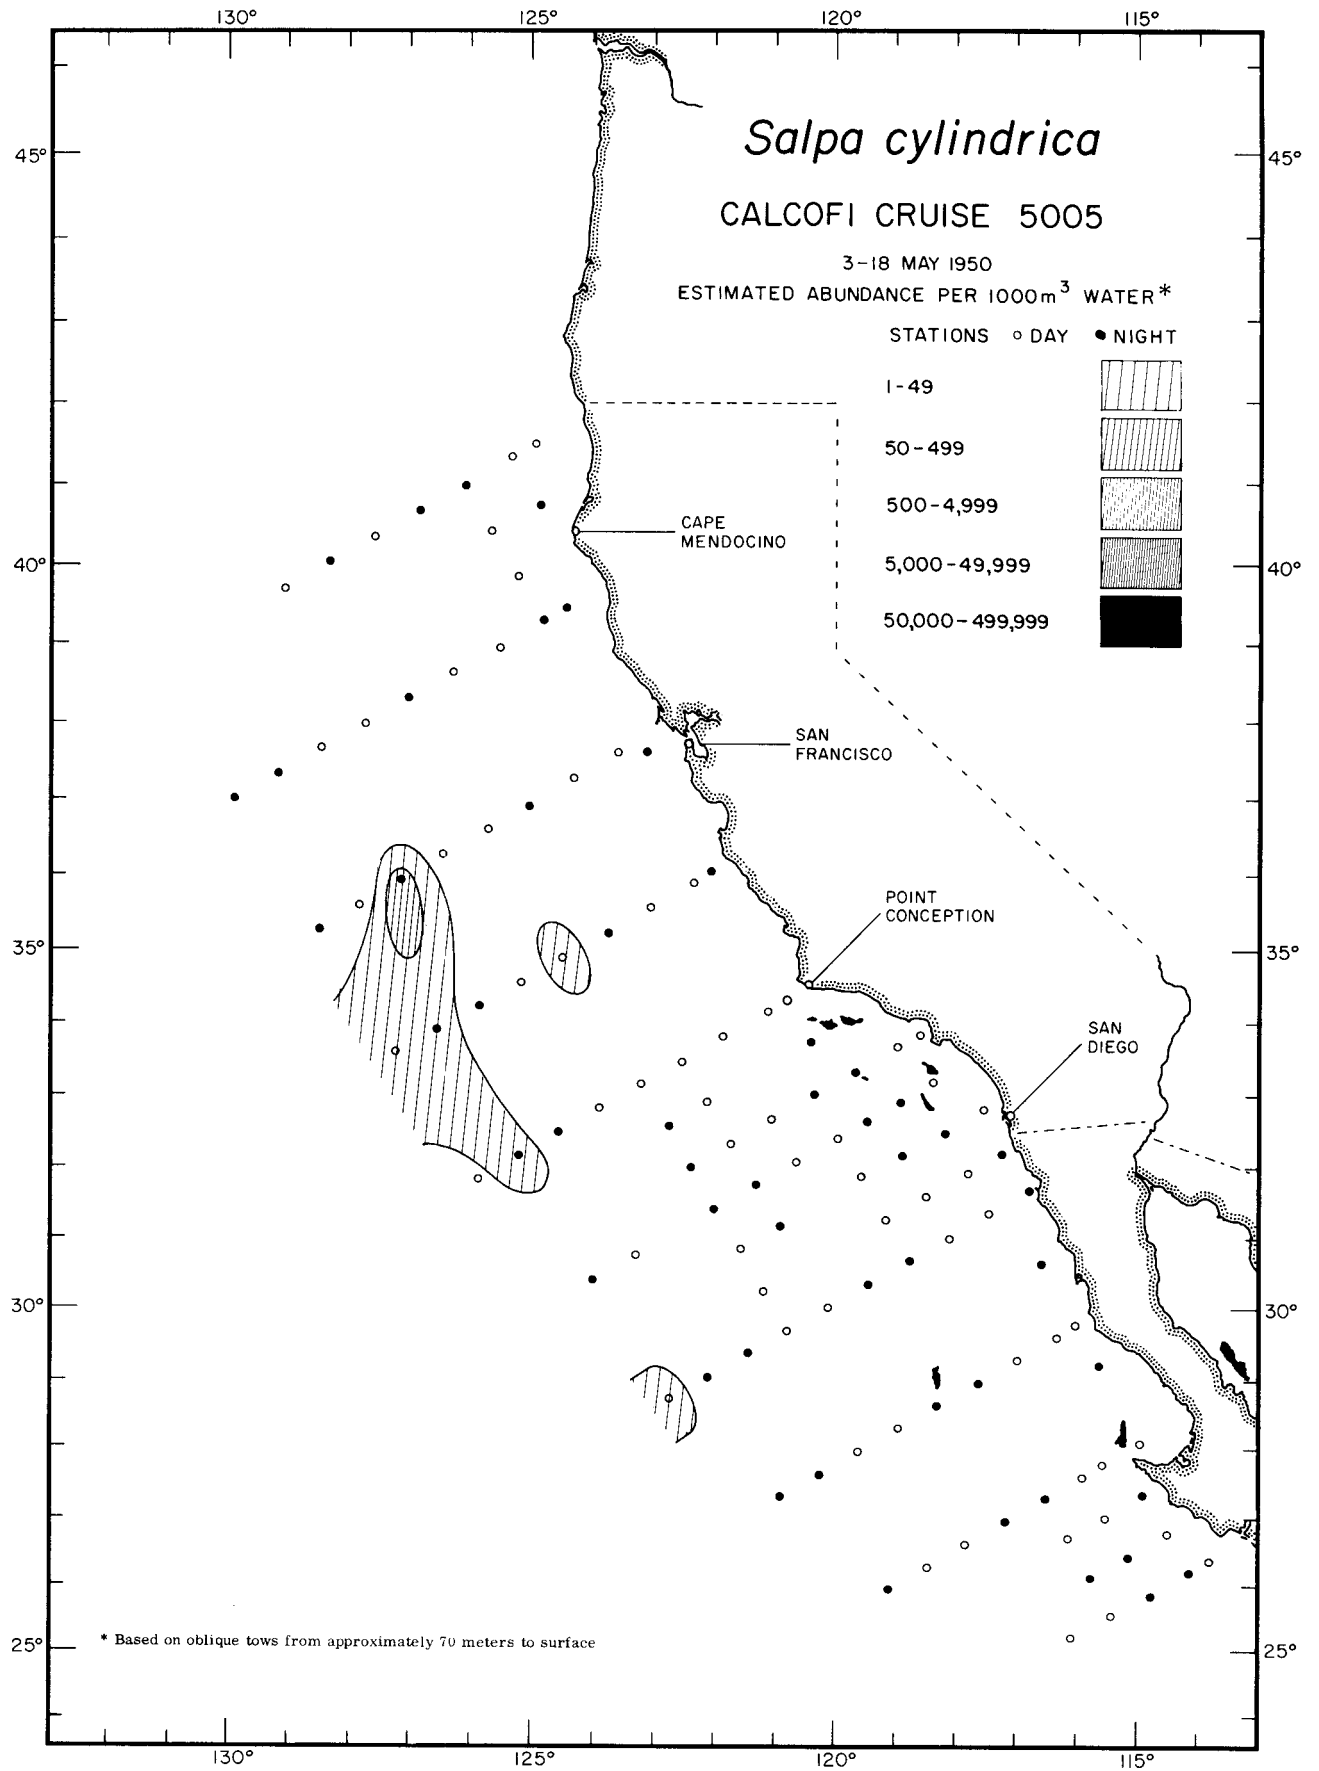 130° 125° 120° 115°
45° 45°
Salpa cylindrica
CALCOFI CRUISE 5005
3-18 MAY 1950
ESTIMATED ABUNDANCE PER 1000m³ WATER*
STATIONS ○ DAY ● NIGHT
1-49
50-499
500-4,999
CAPE
MENDOCINO
5,000-49,999
40° 40°
50,000-499,999
SAN
FRANCISCO
POINT
CONCEPTION
35° 35°
SAN
DIEGO
30° 30°
* Based on oblique tows from approximately 70 meters to surface
25° 25°
130° 125° 120° 115°